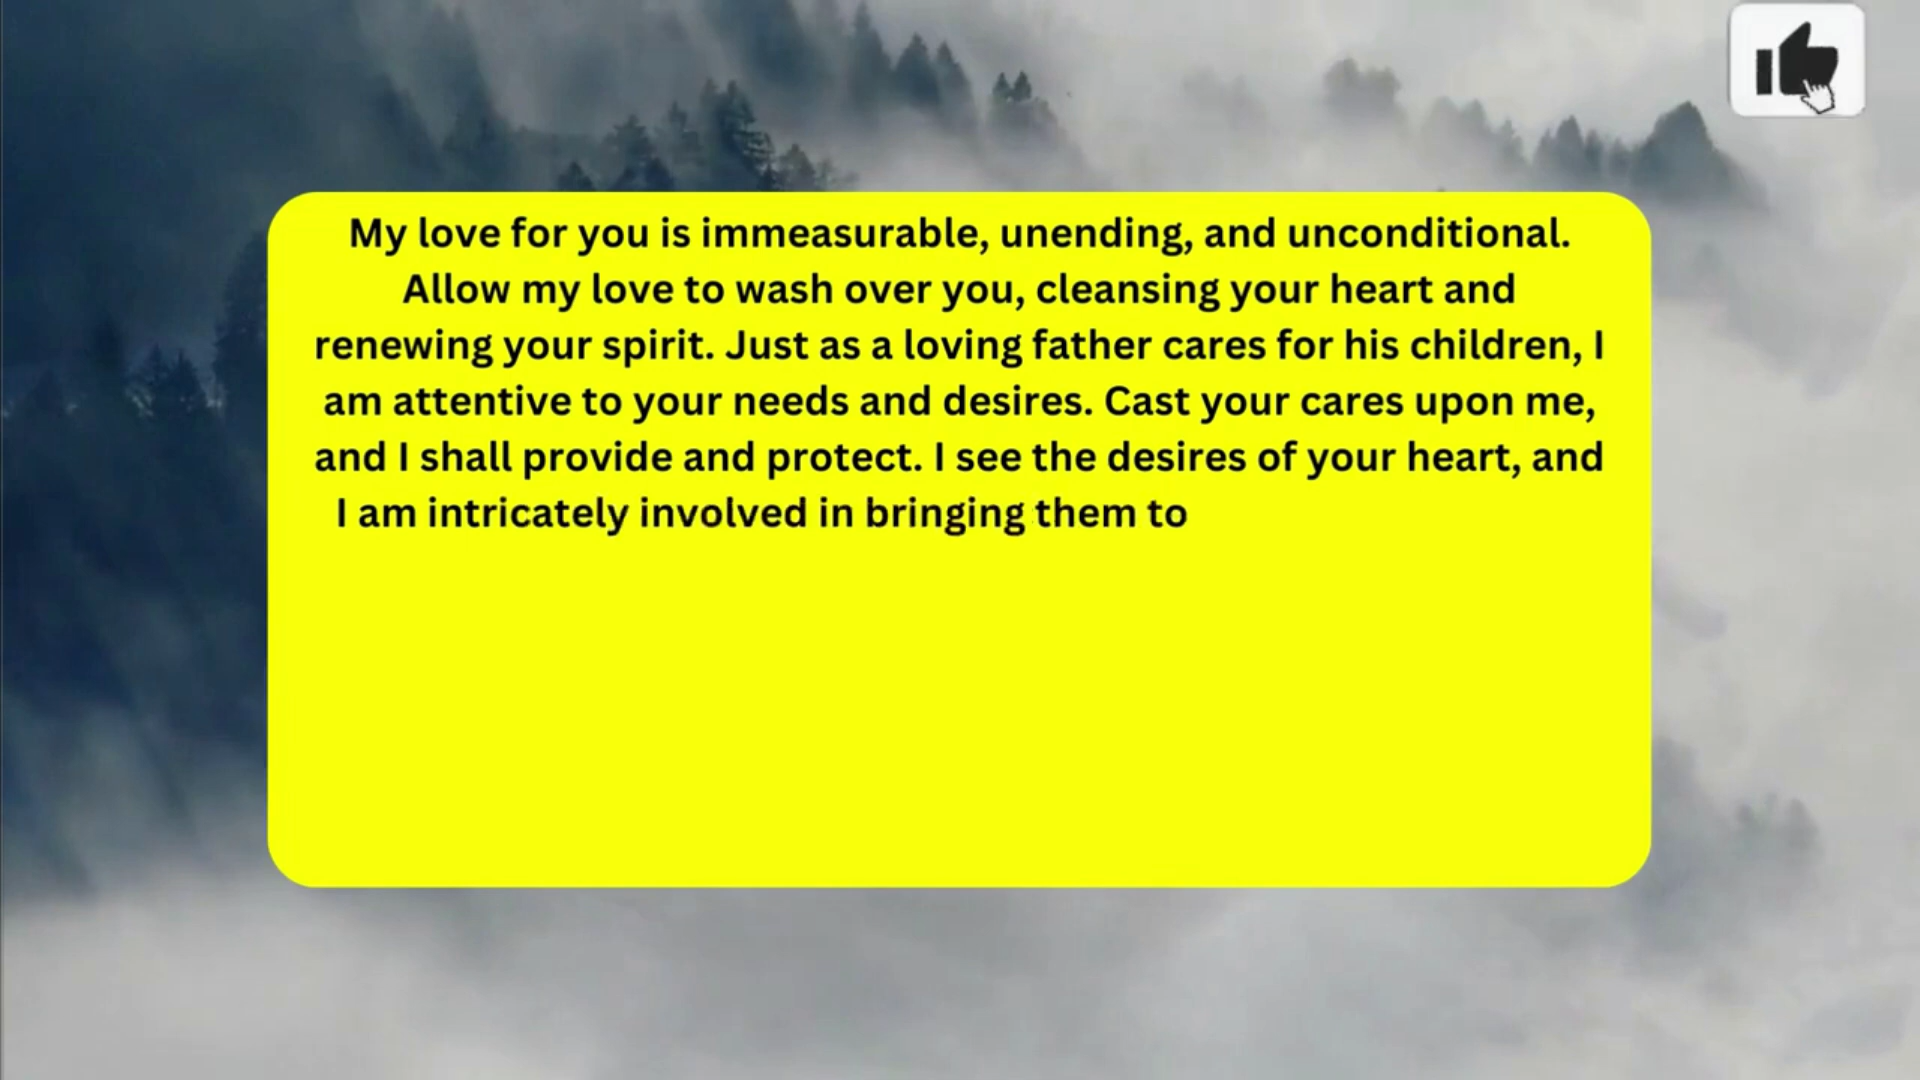 My love for you is immeasurable, unending, and unconditional.
Allow my love to wash over you, cleansing your heart and
renewing your spirit. Just as a loving father cares for his children, I
am attentive to your needs and desires. Cast your cares upon me,
and I shall provide and protect. I see the desires of your heart, and
I am intricately involved in bringing them to